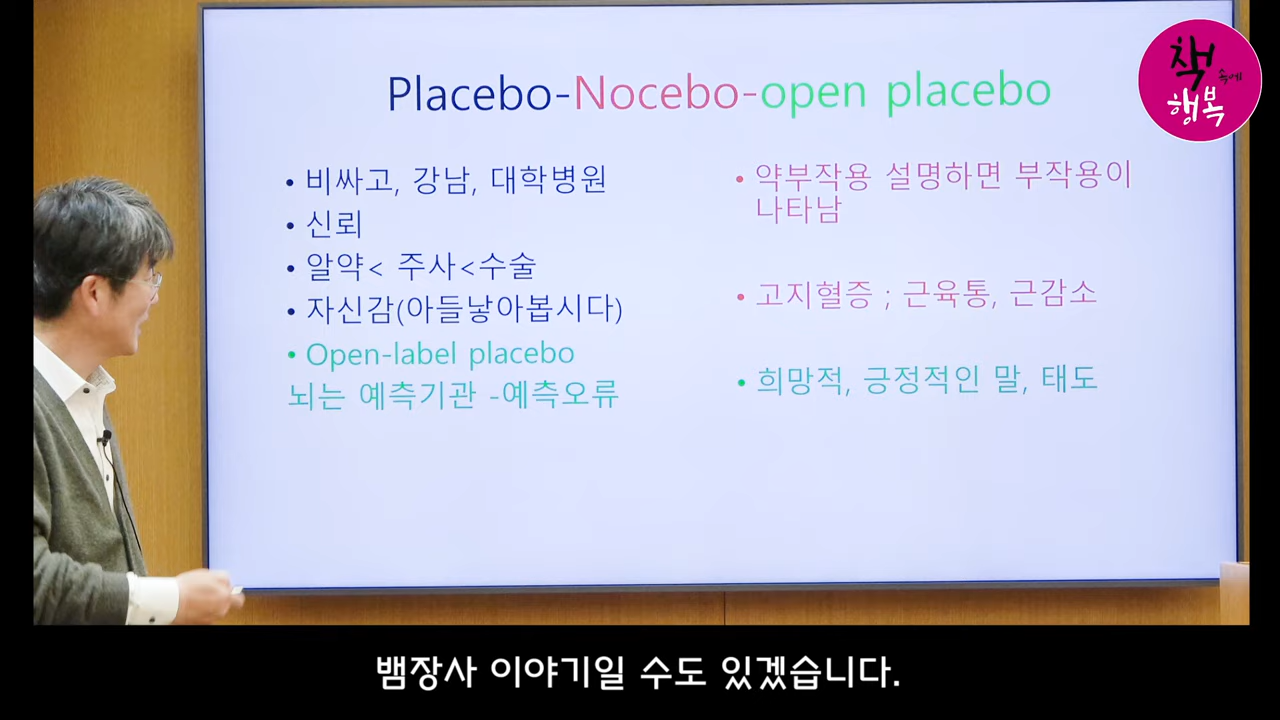 Placebo-Nocebo-open placebo
• 비싸고, 강남, 대학병원
• 신뢰
• 알약< 주사<수술
• 자신감(아들낳아봅시다)
• Open-label placebo
뇌는 예측기관 -예측오류
• 약부작용 설명하면 부작용이
나타남
• 고지혈증 ; 근육통, 근감소
• 희망적, 긍정적인 말, 태도
책
속에
행복
뱀장사 이야기일 수도 있겠습니다.